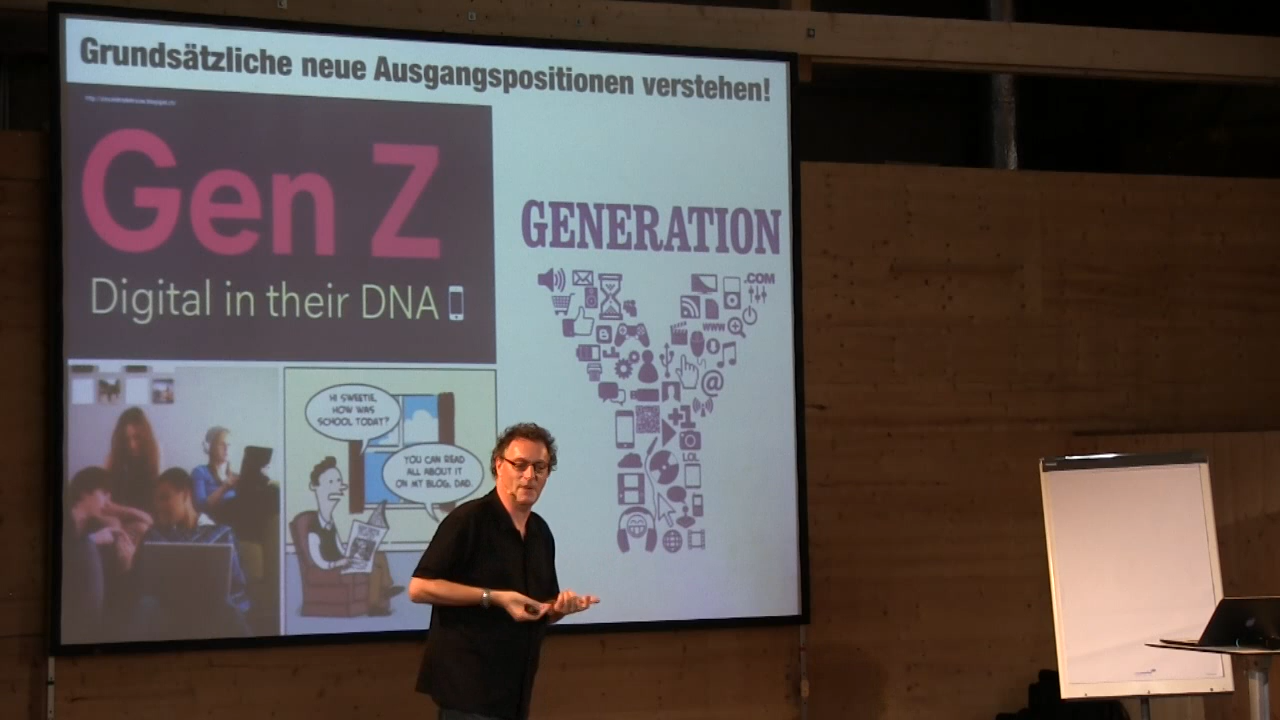 Grundsätzliche neue Ausgangspositionen verstehen!
Gen Z
Digital in their DNA
HI SWEETIE,
HOW WAS
SCHOOL TODAY?
YOU CAN READ
ALL ABOUT IT
ON MY BLOG, DAD.
GENERATION
.COM
WWW
@
+1
LOL